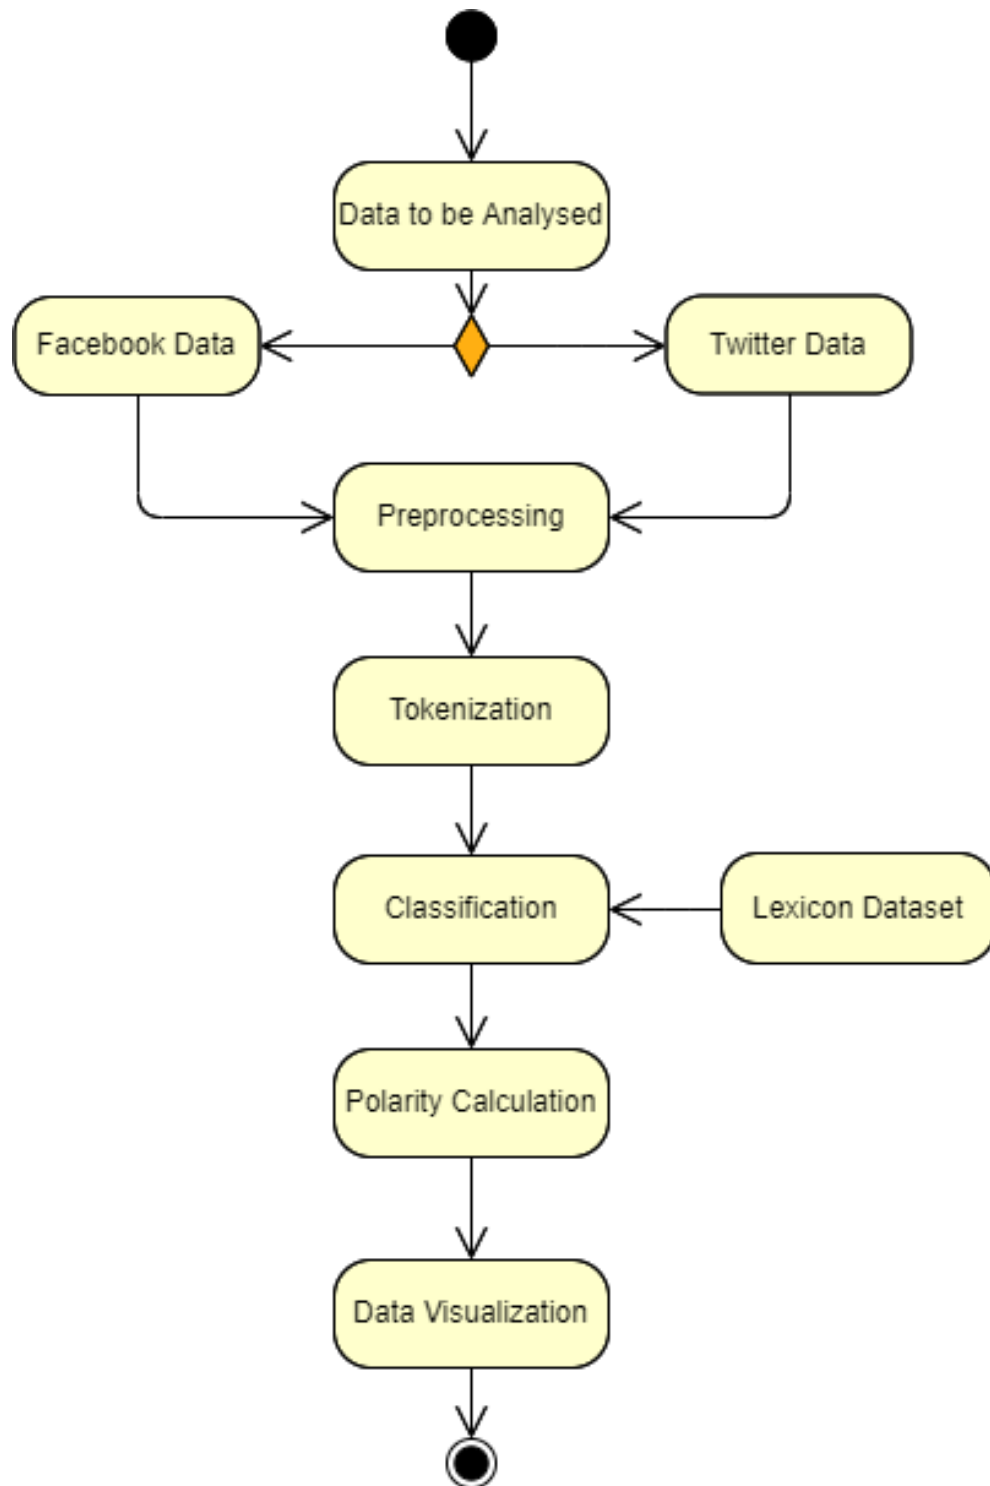 Data to be Analysed
Facebook Data
Twitter Data
Preprocessing
Tokenization
Classification
Lexicon Dataset
Polarity Calculation
Data Visualization